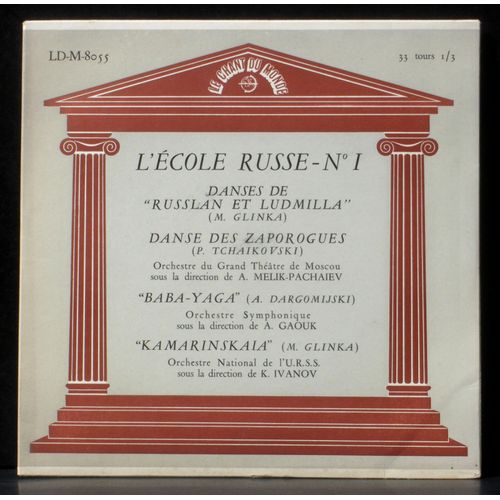 LD-M-8055
33 tours 1/3
LE CHANT DU MONDE
L'ÉCOLE RUSSE-Nº I
DANSES DE
"RUSSLAN ET LUDMILLA"
(M. GLINKA)
DANSE DES ZAPOROGUES
(P. TCHAIKOVSKI)
Orchestre du Grand Théâtre de Moscou
sous la direction de A. MELIK-PACHAIEV
"BABA-YAGA" (A. DARGOMIJSKI)
Orchestre Symphonique
sous la direction de A. GAOUK
"KAMARINSKAIA" (M. GLINKA)
Orchestre National de l'U.R.S.S.
sous la direction de K. IVANOV